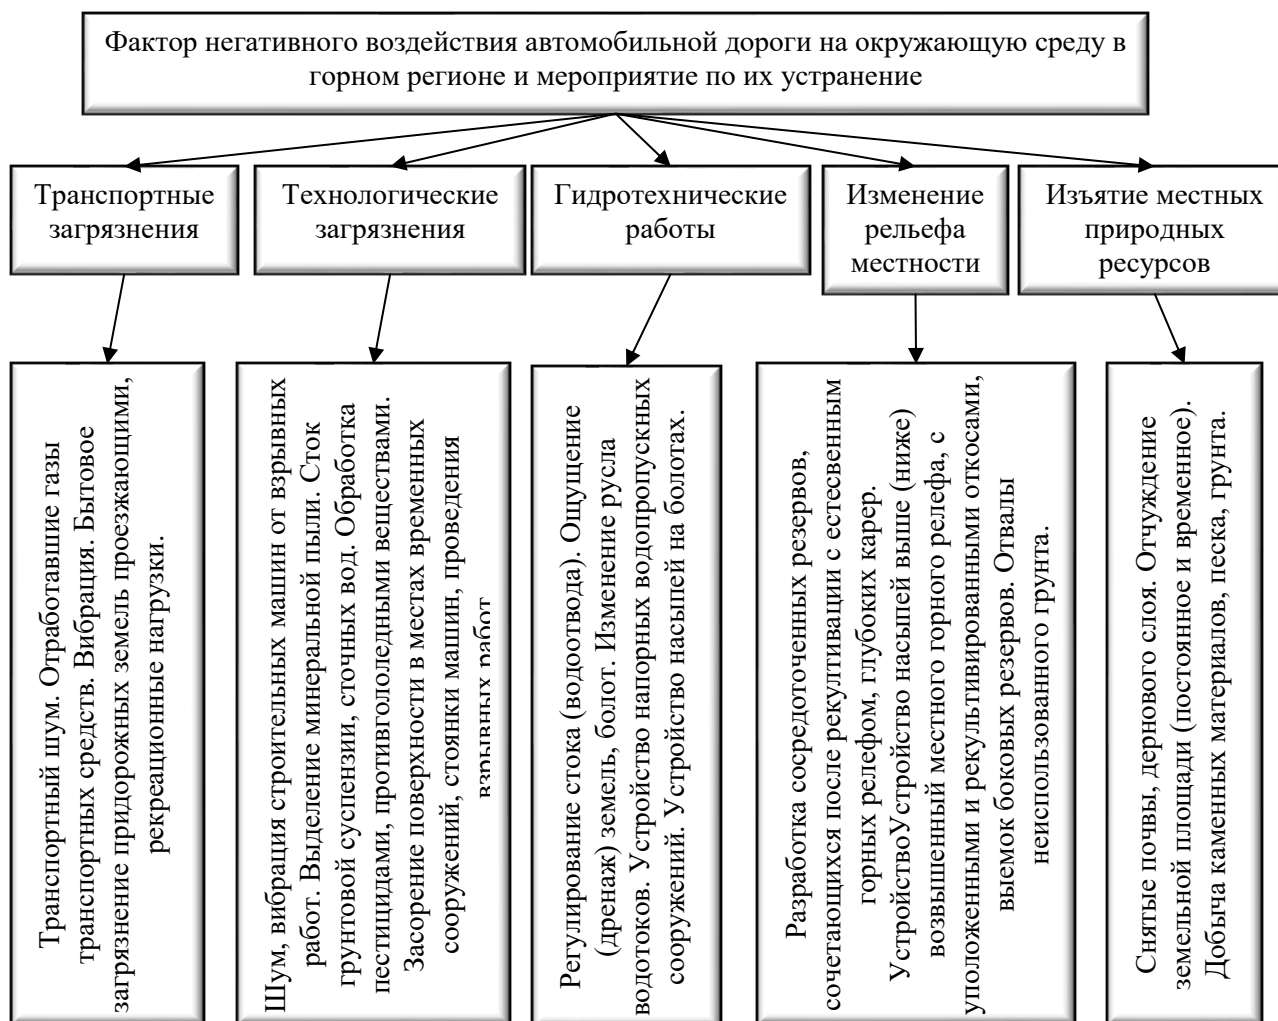 Фактор негативного воздействия автомобильной дороги на окружающую среду в
горном регионе и мероприятие по их устранение
Транспортные
загрязнения
Технологические
загрязнения
Гидротехнические
работы
Изменение
рельефа
местности
Изъятие местных
природных
ресурсов
Транспортный шум. Отработавшие газы
транспортных средств. Вибрация. Бытовое
загрязнение придорожных земель проезжающими,
рекреационные нагрузки.
Шум, вибрация строительных машин от взрывных
работ. Выделение минеральной пыли. Сток
грунтовой суспензии, сточных вод. Обработка
пестицидами, противгололедными веществами.
Засорение поверхности в местах временных
сооружений, стоянки машин, проведения
взрывных работ
Регулирование стока (водоотвода). Ощущение
(дренаж) земель, болот. Изменение русла
водотоков. Устройство напорных водопропускных
сооружений. Устройство насыпей на болотах.
Разработка сосредоточенных резервов,
сочетающихся после рекултивации с естесвенным
горных релефом, глубоких карер.
УстройствоУстройство насыпей выше (ниже)
возвышенный местного горного релефа, с
уположенными и рекультивированными откосами,
выемок боковых резервов. Отвалы
неиспользованного грунта.
Снятые почвы, дернового слоя. Отчуждение
земельной площади (постоянное и временное).
Добыча каменных материалов, песка, грунта.